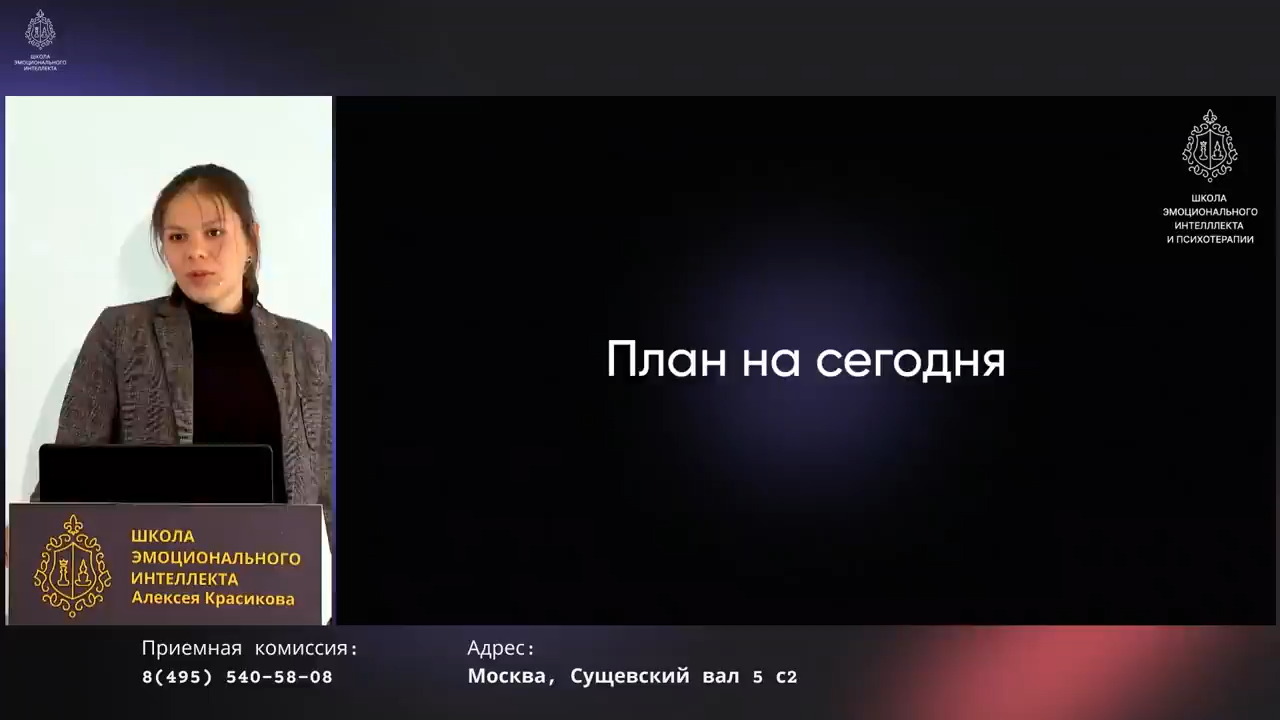 ШКОЛА
ЭМОЦИОНАЛЬНОГО
ИНТЕЛЛЕКТА
ШКОЛА
ЭМОЦИОНАЛЬНОГО
ИНТЕЛЛЛЕКТА
И ПСИХОТЕРАПИИ
План на сегодня
ШКОЛА
ЭМОЦИОНАЛЬНОГО
ИНТЕЛЛЕКТА
Алексея Красикова
Приемная комиссия:
8(495) 540-58-08
Адрес:
Москва, Сущевский вал 5 с2